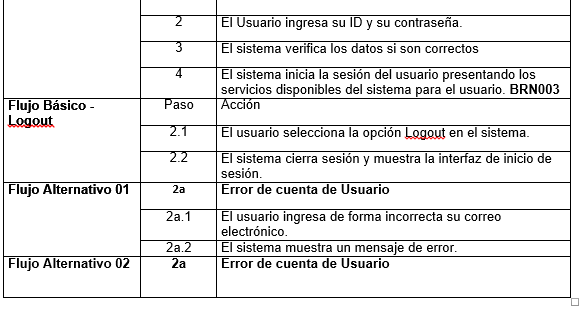 2 El Usuario ingresa su ID y su contraseña.
3 El sistema verifica los datos si son correctos
4 El sistema inicia la sesión del usuario presentando los
servicios disponibles del sistema para el usuario. BRN003
Flujo Básico - Paso Acción
Logout
2.1 El usuario selecciona la opción Logout en el sistema.
2.2 El sistema cierra sesión y muestra la interfaz de inicio de
sesión.
Flujo Alternativo 01 2a Error de cuenta de Usuario
2a.1 El usuario ingresa de forma incorrecta su correo
electrónico.
2a.2 El sistema muestra un mensaje de error.
Flujo Alternativo 02 2a Error de cuenta de Usuario